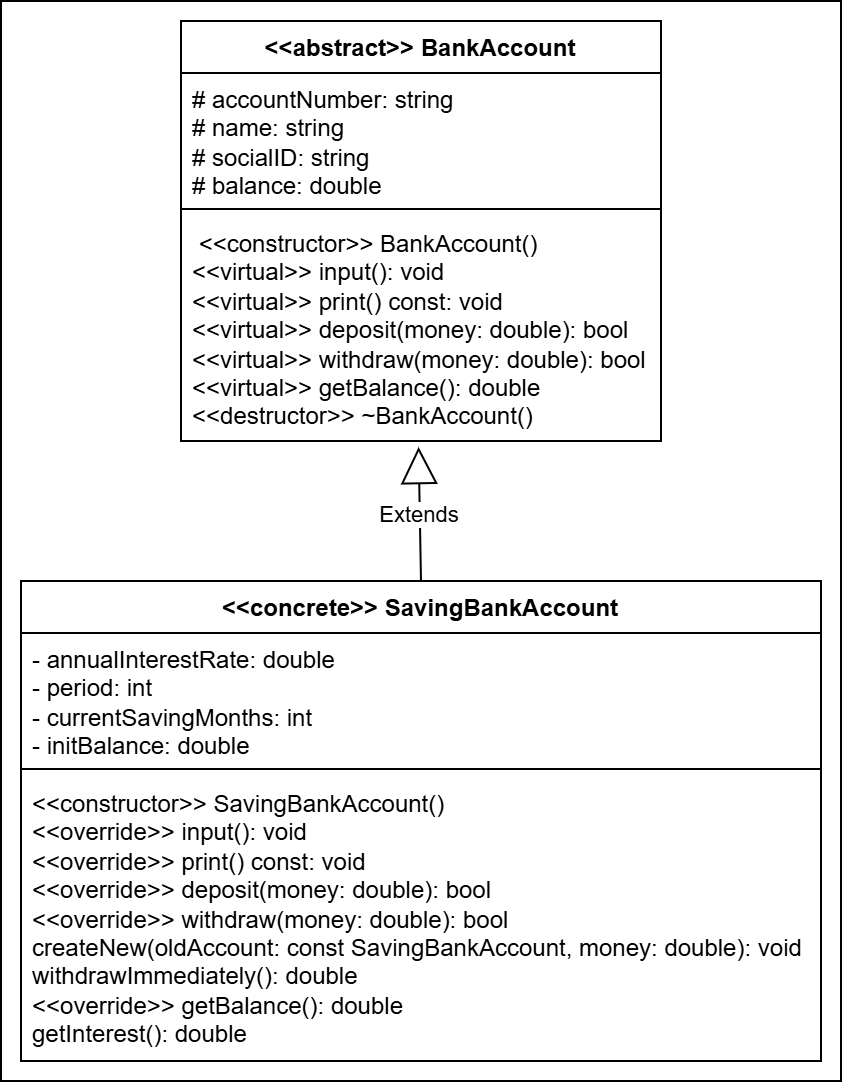 <<abstract>> BankAccount
# accountNumber: string
# name: string
# socialID: string
# balance: double
<<constructor>> BankAccount()
<<virtual>> input(): void
<<virtual>> print() const: void
<<virtual>> deposit(money: double): bool
<<virtual>> withdraw(money: double): bool
<<virtual>> getBalance(): double
<<destructor>> ~BankAccount()
Extends
<<concrete>> SavingBankAccount
- annualInterestRate: double
- period: int
- currentSavingMonths: int
- initBalance: double
<<constructor>> SavingBankAccount()
<<override>> input(): void
<<override>> print() const: void
<<override>> deposit(money: double): bool
<<override>> withdraw(money: double): bool
createNew(oldAccount: const SavingBankAccount, money: double): void
withdrawImmediately(): double
<<override>> getBalance(): double
getInterest(): double